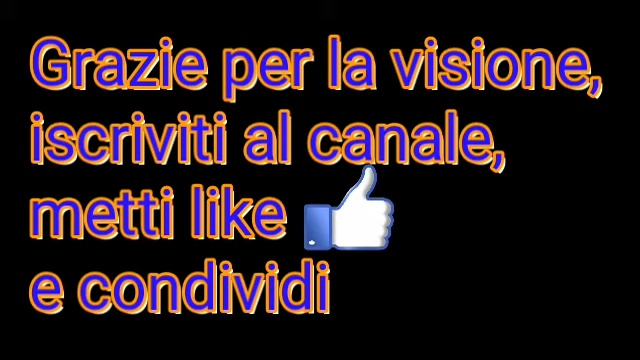 Grazie per la visione,
iscriviti al canale,
metti like
e condividi